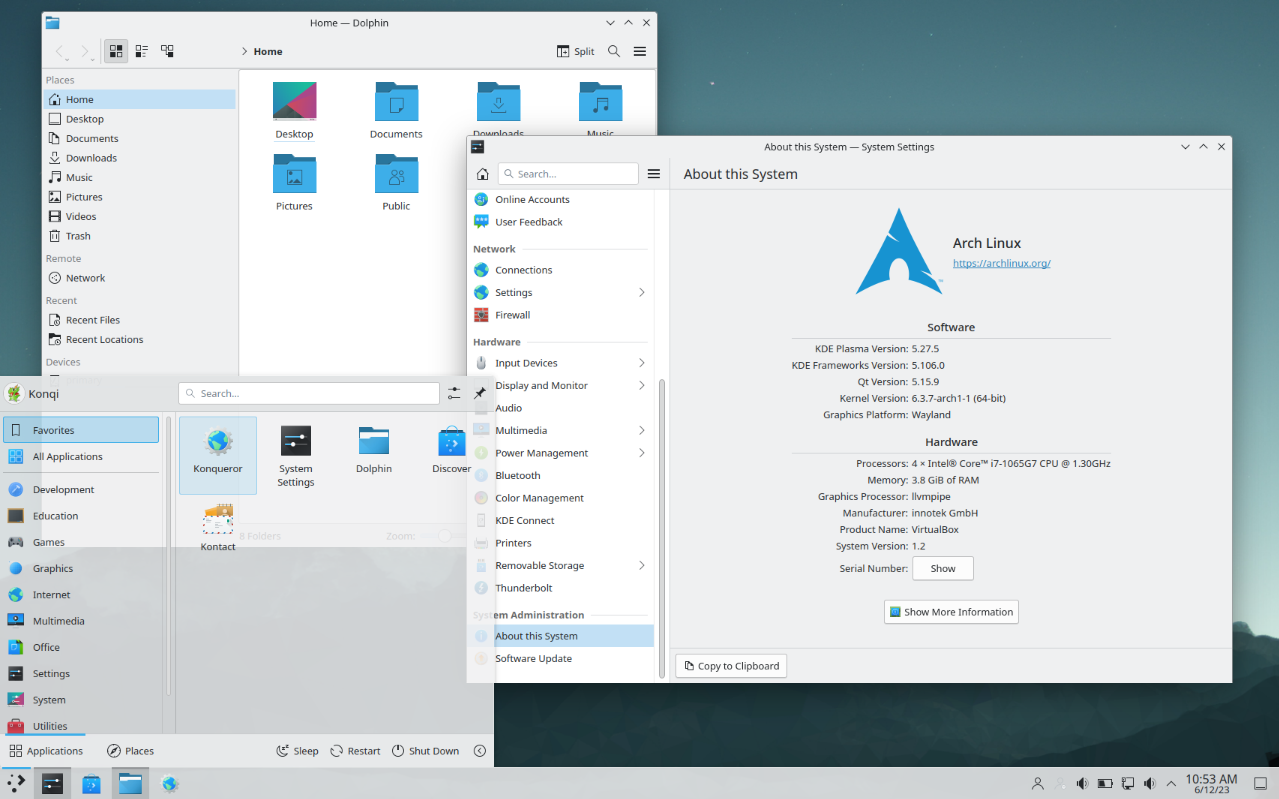 Home — Dolphin
Split
Home
Places
Home
Desktop
Documents
Downloads
Music
Pictures
Videos
Trash
Remote
Network
Recent
Recent Files
Recent Locations
Devices
Desktop
Documents
Downloads
Music
Pictures
Public
8 Folders
Zoom:
About this System — System Settings
Search...
About this System
Online Accounts
User Feedback
Network
Connections
Settings
Firewall
Hardware
Input Devices
Display and Monitor
Audio
Multimedia
Power Management
Bluetooth
Color Management
KDE Connect
Printers
Removable Storage
Thunderbolt
System Administration
About this System
Software Update
Arch Linux
https://archlinux.org/
Software
KDE Plasma Version: 5.27.5
KDE Frameworks Version: 5.106.0
Qt Version: 5.15.9
Kernel Version: 6.3.7-arch1-1 (64-bit)
Graphics Platform: Wayland
Hardware
Processors: 4 × Intel® Core™ i7-1065G7 CPU @ 1.30GHz
Memory: 3.8 GiB of RAM
Graphics Processor: llvmpipe
Manufacturer: innotek GmbH
Product Name: VirtualBox
System Version: 1.2
Serial Number: Show
Show More Information
Copy to Clipboard
Konqi
Search...
Favorites
All Applications
Development
Education
Games
Graphics
Internet
Multimedia
Office
Settings
System
Utilities
Konqueror
System
Settings
Dolphin
Discover
Kontact
Applications
Places
Sleep
Restart
Shut Down
10:53 AM
6/12/23